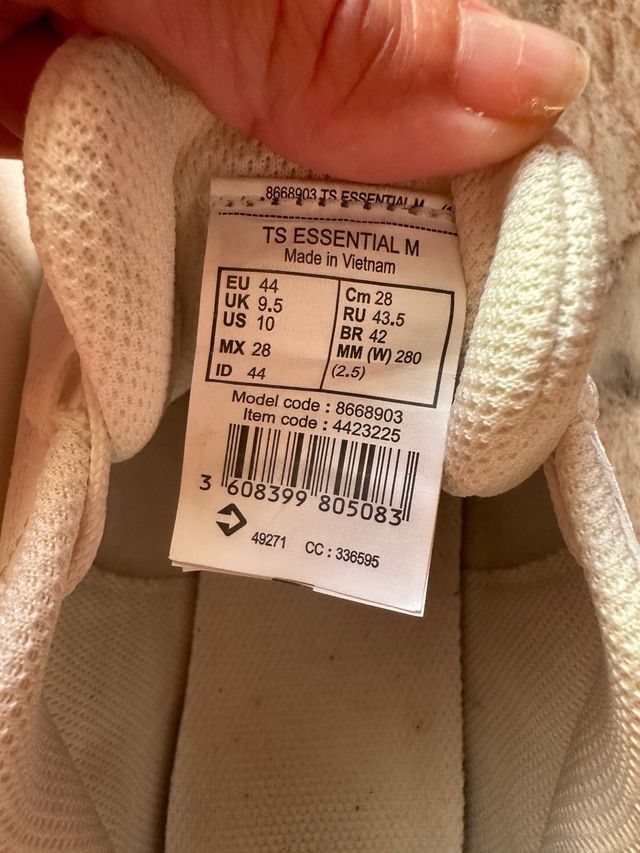 8668903 TS ESSENTIAL M
TS ESSENTIAL M
Made in Vietnam
EU 44
UK 9.5
US 10
MX 28
ID 44
Cm 28
RU 43.5
BR 42
MM (W) 280
(2.5)
Model code : 8668903
Item code : 4423225
3 608399 805083
49271 CC : 336595